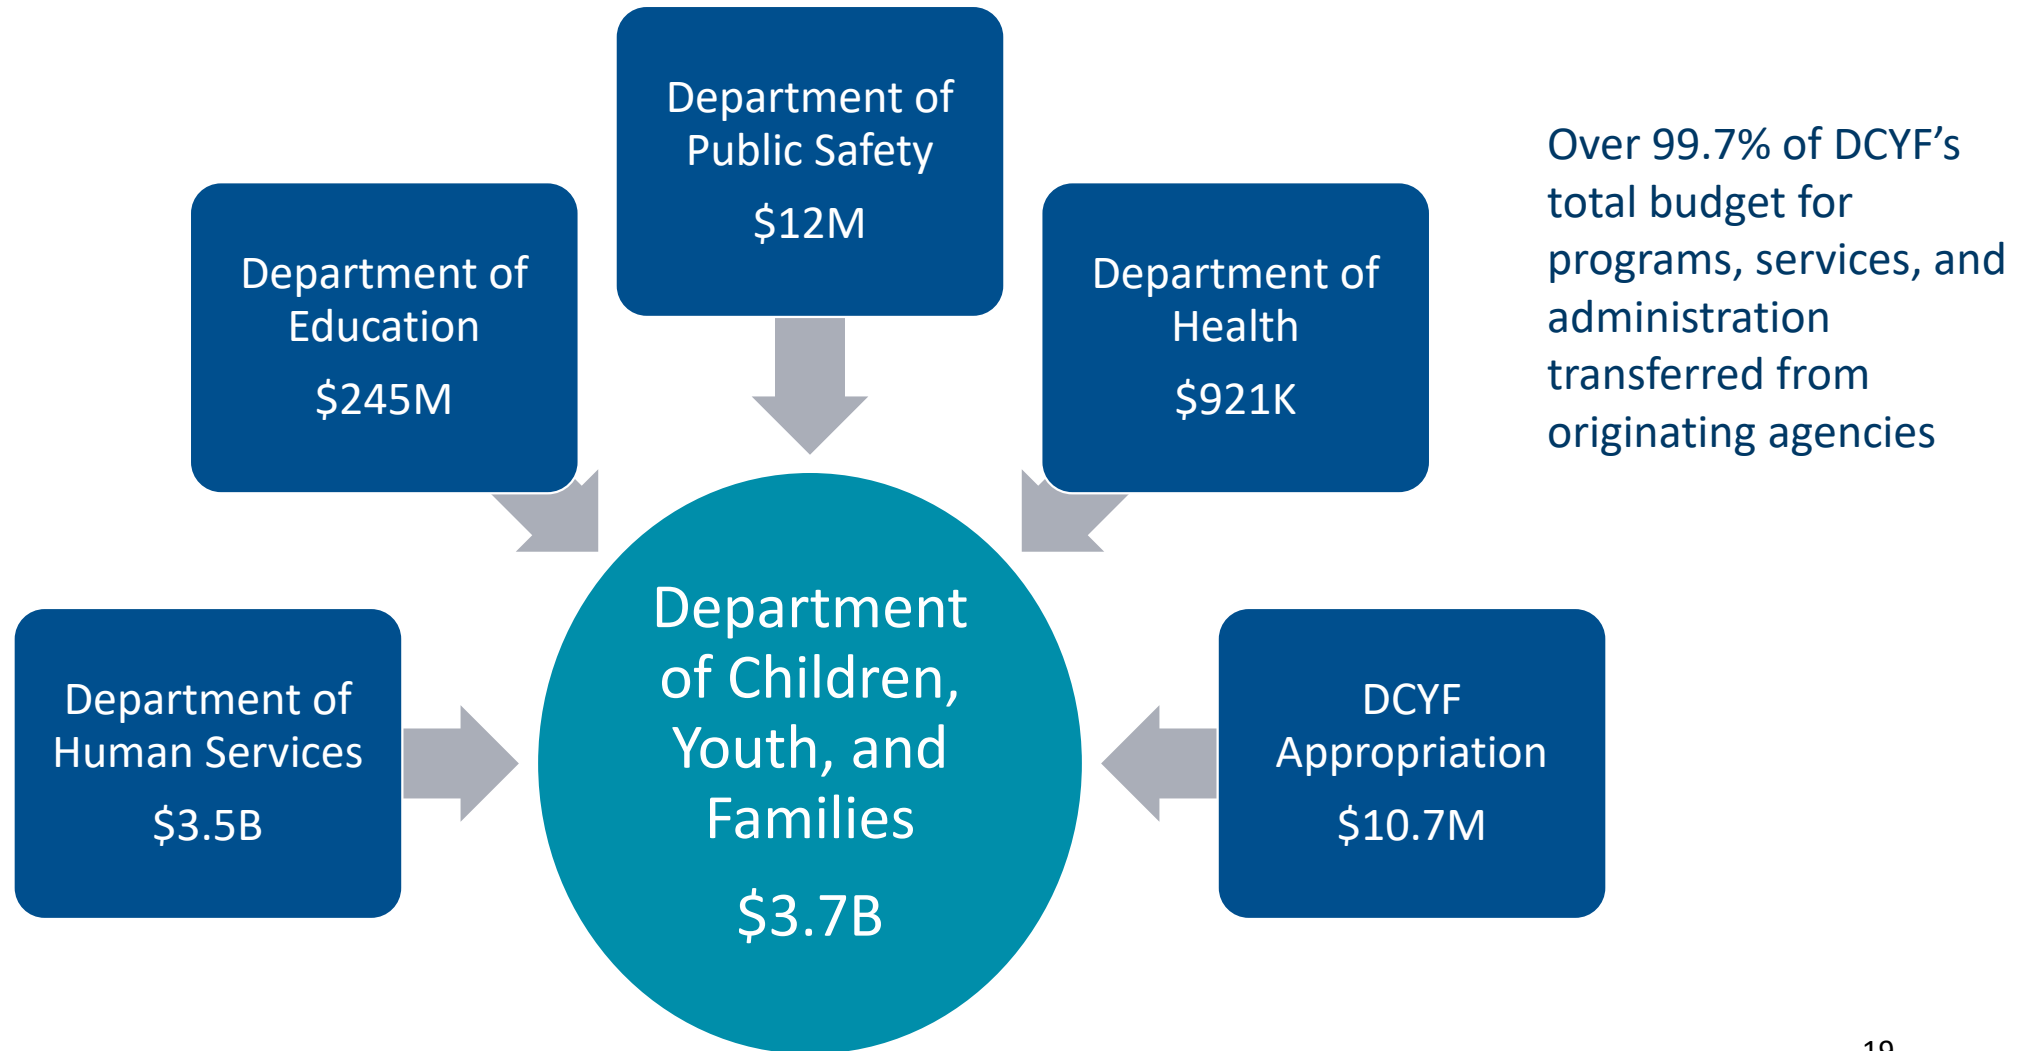 Department of
Public Safety
$12M
Department of
Education
$245M
Department of
Health
$921K
Over 99.7% of DCYF’s
total budget for
programs, services, and
administration
transferred from
originating agencies
Department of
Human Services
$3.5B
Department
of Children,
Youth, and
Families
$3.7B
DCYF
Appropriation
$10.7M
19